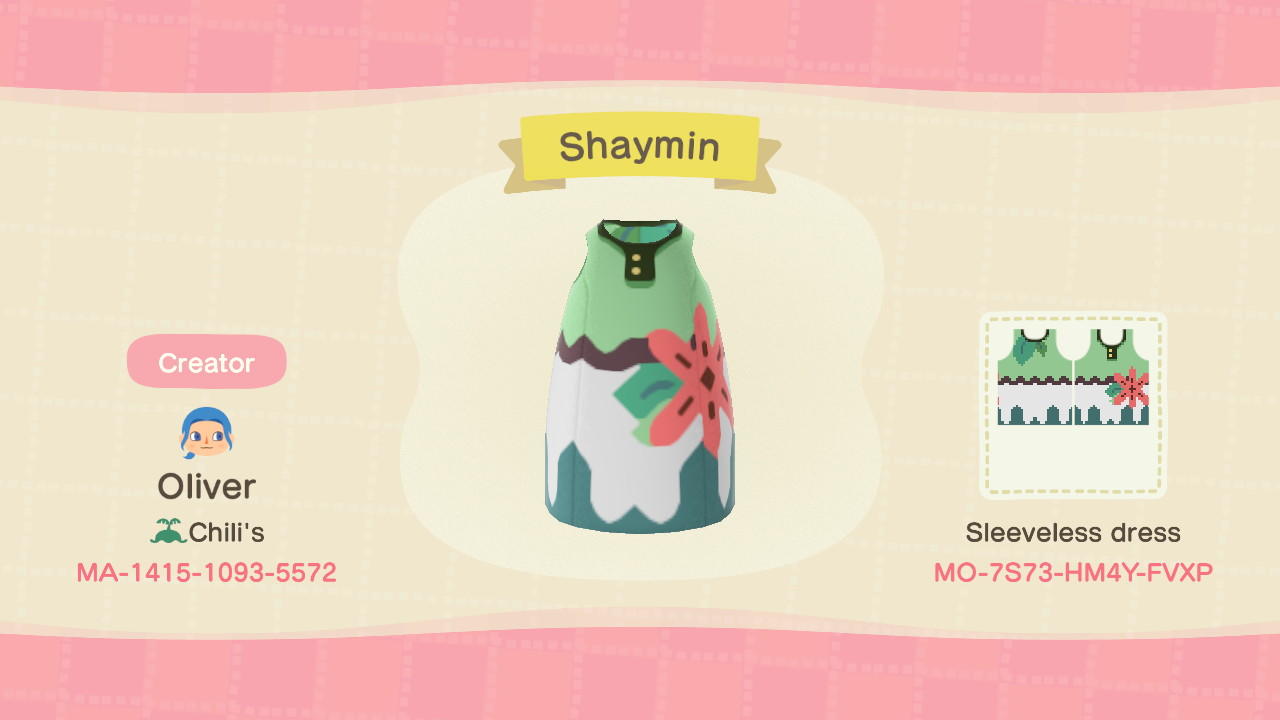 Shaymin
Creator
Oliver
Chili's
MA-1415-1093-5572
Sleeveless dress
MO-7S73-HM4Y-FVXP